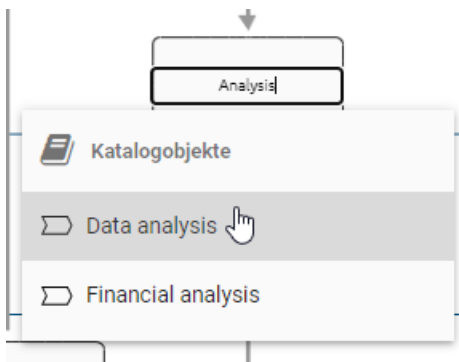 Analysis
Katalogobjekte
Data analysis
Financial analysis